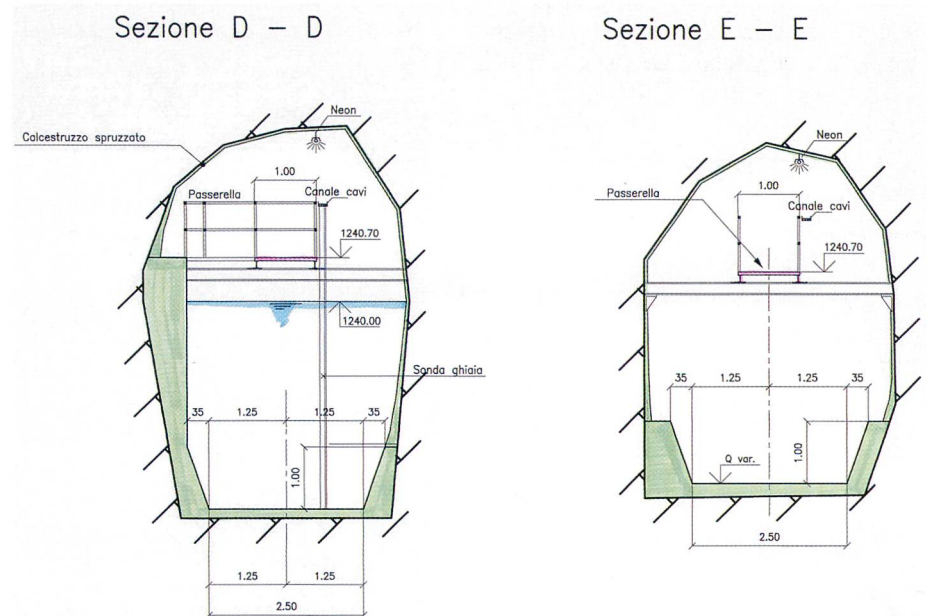 Sezione D – D
Neon
Calcestruzzo spruzzato
1.00
Passerella
Canale cavi
1240.70
1240.00
Sonda ghiaia
35
1.25
1.25
35
1.00
1.25
1.25
2.50
Sezione E – E
Neon
1.00
Passerella
Canale cavi
1240.70
35
1.25
1.25
35
Q var.
1.00
2.50